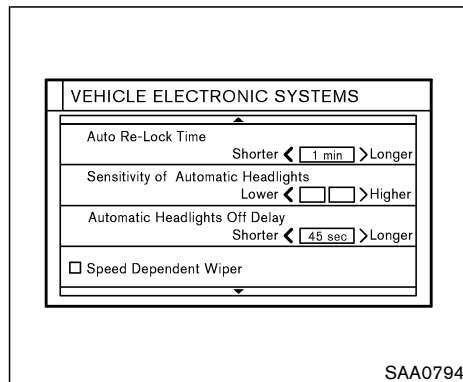 VEHICLE ELECTRONIC SYSTEMS
Auto Re-Lock Time
Shorter 1 min Longer
Sensitivity of Automatic Headlights
Lower Higher
Automatic Headlights Off Delay
Shorter 45 sec Longer
Speed Dependent Wiper
SAA0794